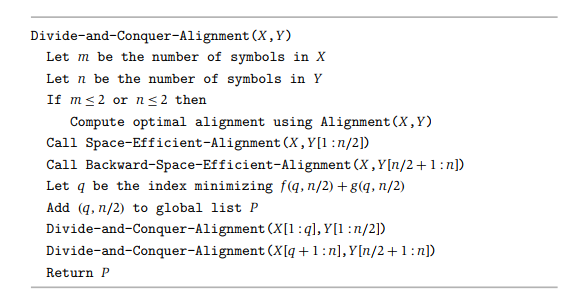 Divide-and-Conquer-Alignment(X,Y)
Let m be the number of symbols in X
Let n be the number of symbols in Y
If m ≤ 2 or n ≤ 2 then
Compute optimal alignment using Alignment(X,Y)
Call Space-Efficient-Alignment(X,Y[1:n/2])
Call Backward-Space-Efficient-Alignment(X,Y[n/2+1:n])
Let q be the index minimizing f(q,n/2)+g(q,n/2)
Add (q,n/2) to global list P
Divide-and-Conquer-Alignment(X[1:q],Y[1:n/2])
Divide-and-Conquer-Alignment(X[q+1:n],Y[n/2+1:n])
Return P